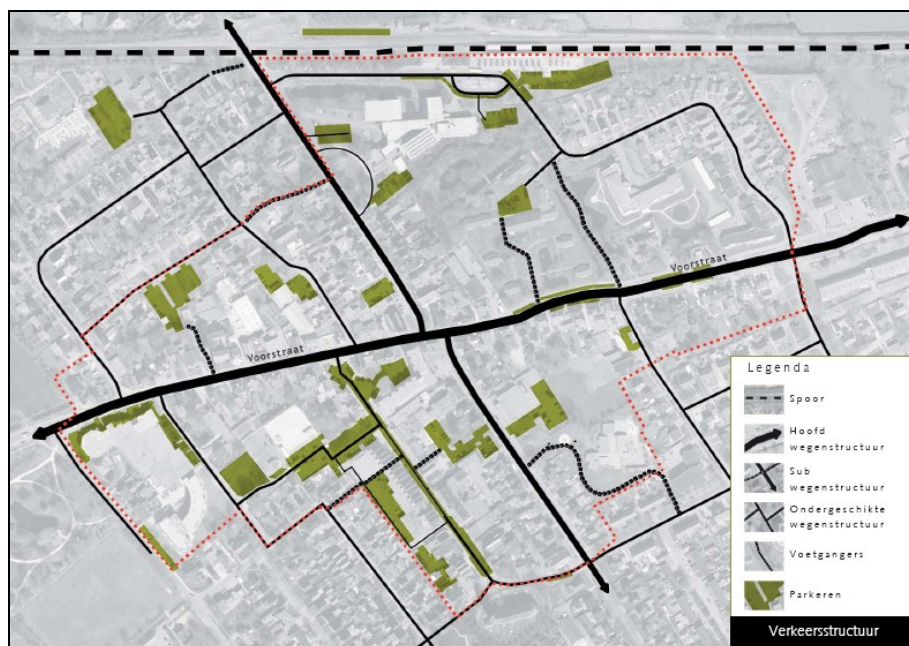 Voorstraat
Voorstraat
Legenda
Spoor
Hoofd
wegenstructuur
Sub
wegenstructuur
Ondergeschikte
wegenstructuur
Voetgangers
Parkeren
Verkeersstructuur